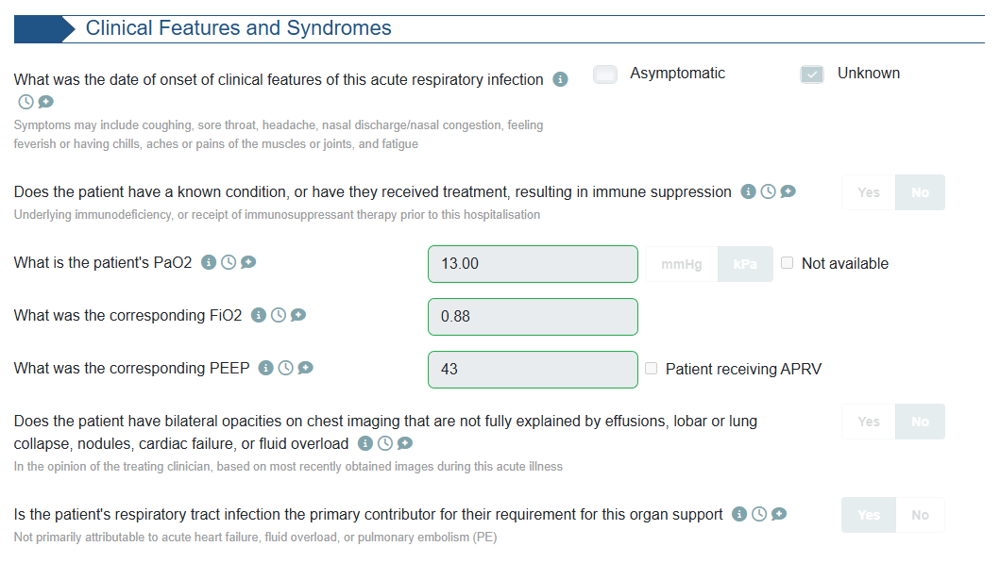 Clinical Features and Syndromes
What was the date of onset of clinical features of this acute respiratory infection
Asymptomatic
Unknown
Symptoms may include coughing, sore throat, headache, nasal discharge/nasal congestion, feeling
feverish or having chills, aches or pains of the muscles or joints, and fatigue
Does the patient have a known condition, or have they received treatment, resulting in immune suppression
Yes No
Underlying immunodeficiency, or receipt of immunosuppressant therapy prior to this hospitalisation
What is the patient's PaO2
13.00
mmHg kPa
Not available
What was the corresponding FiO2
0.88
What was the corresponding PEEP
43
Patient receiving APRV
Does the patient have bilateral opacities on chest imaging that are not fully explained by effusions, lobar or lung
collapse, nodules, cardiac failure, or fluid overload
Yes No
In the opinion of the treating clinician, based on most recently obtained images during this acute illness
Is the patient's respiratory tract infection the primary contributor for their requirement for this organ support
Yes No
Not primarily attributable to acute heart failure, fluid overload, or pulmonary embolism (PE)